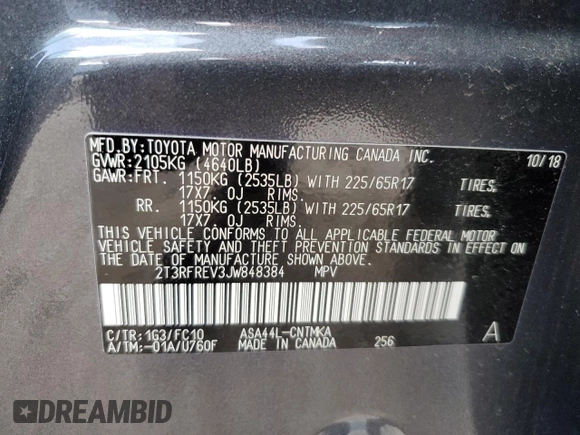 MFD.BY:TOYOTA MOTOR MANUFACTURING CANADA INC. 10/18
GVWR:2105KG (4640LB)
GAWR:FRT. 1150KG (2535LB) WITH 225/65R17 TIRES,
17X7.0J RIMS.
RR. 1150KG (2535LB) WITH 225/65R17 TIRES,
17X7.0J RIMS.
THIS VEHICLE CONFORMS TO ALL APPLICABLE FEDERAL MOTOR
VEHICLE SAFETY AND THEFT PREVENTION STANDARDS IN EFFECT ON
THE DATE OF MANUFACTURE SHOWN ABOVE.
2T3RFREV3JW848384 MPV
C/TR:1G3/FC10 ASA44L-CNTMKA A
A/TM:-01A/U760F MADE IN CANADA 256
DREAMBID